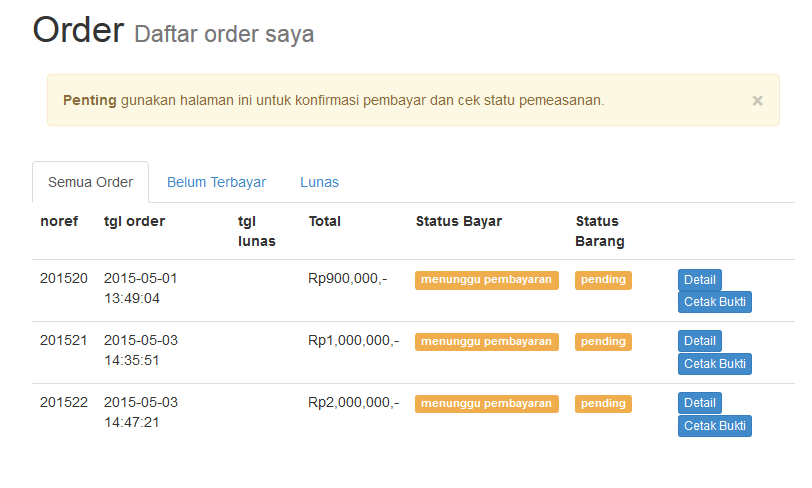 Order Daftar order saya
Penting gunakan halaman ini untuk konfirmasi pembayar dan cek statu pemeasanan. ×
Semua Order Belum Terbayar Lunas
noref tgl order tgl lunas Total Status Bayar Status Barang
201520 2015-05-01 13:49:04 Rp900,000,- menunggu pembayaran pending Detail Cetak Bukti
201521 2015-05-03 14:35:51 Rp1,000,000,- menunggu pembayaran pending Detail Cetak Bukti
201522 2015-05-03 14:47:21 Rp2,000,000,- menunggu pembayaran pending Detail Cetak Bukti